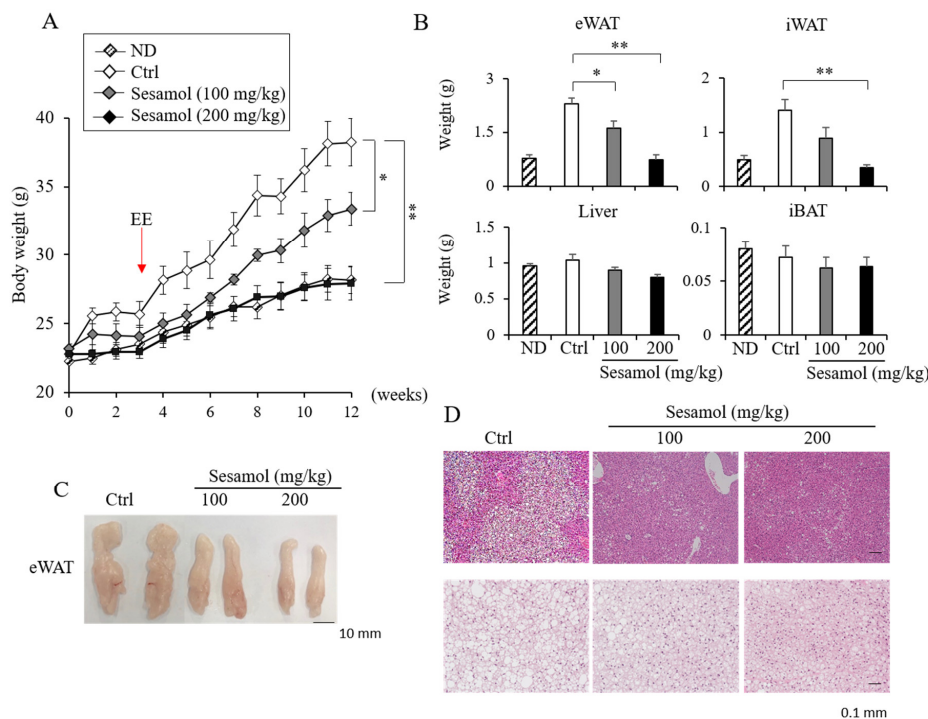 A
ND
Ctrl
Sesamol (100 mg/kg)
Sesamol (200 mg/kg)
40
35
30
25
20
Body weight (g)
EE
*
**
0 2 4 6 8 10 12
(weeks)
B
eWAT
iWAT
**
*
**
3
1.5
0
Weight (g)
2
1
0
Liver
iBAT
1.5
1
0.5
0
Weight (g)
0.1
0.05
0
ND Ctrl 100 200
Sesamol (mg/kg)
ND Ctrl 100 200
Sesamol (mg/kg)
C
Sesamol (mg/kg)
Ctrl 100 200
eWAT
10 mm
D
Sesamol (mg/kg)
Ctrl 100 200
0.1 mm